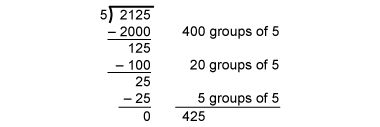 5) 2125
– 2000 400 groups of 5
125
– 100 20 groups of 5
25
– 25 5 groups of 5
0 425